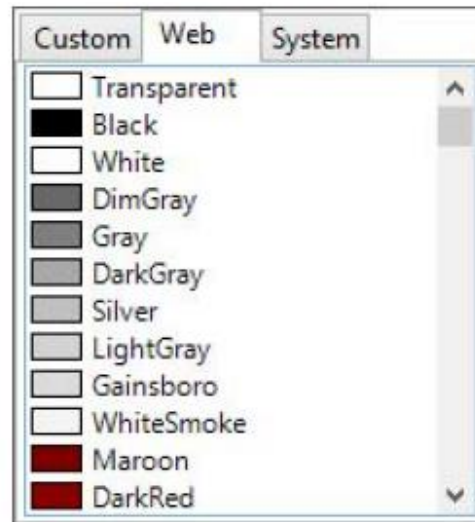 Custom Web System
Transparent
Black
White
DimGray
Gray
DarkGray
Silver
LightGray
Gainsboro
WhiteSmoke
Maroon
DarkRed